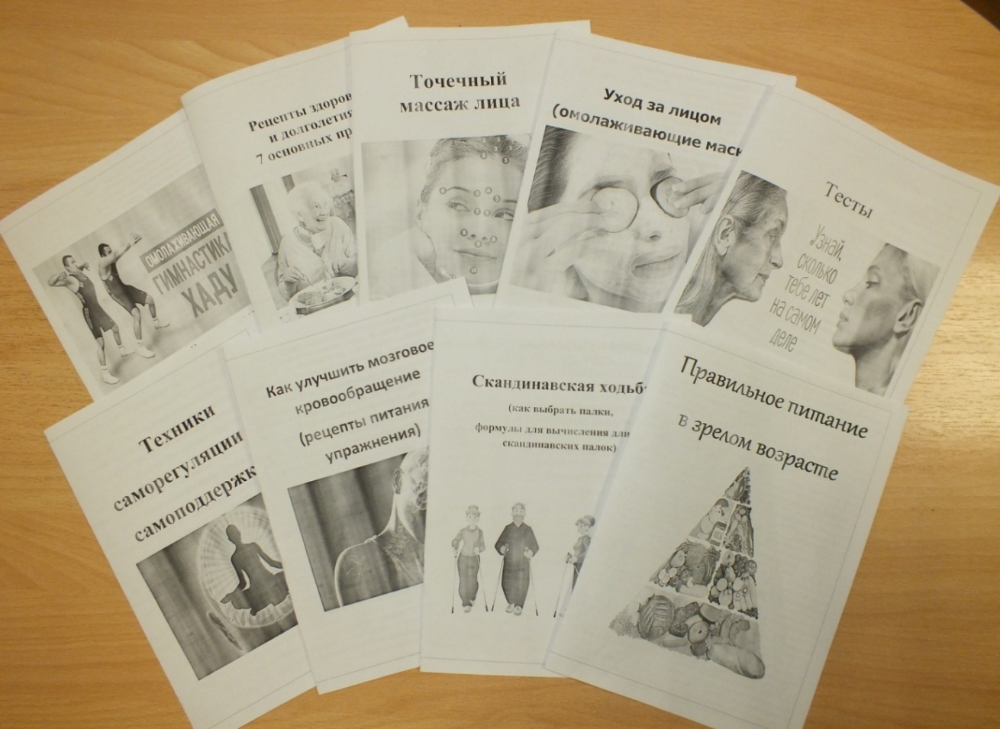 ОМОЛАЖИВАЮЩАЯ
ГИМНАСТИКА
ХАДУ
Рецепты здоров
и долголетия
7 основных пр
Точечный
массаж лица
Уход за лицом
(омолаживающие маск
Тесты
Узнай,
сколько
тебе лет
на самом
деле
Техники
саморегуляции
самоподдержк
Как улучшить мозговое
кровообращение
(рецепты питания
упражнения)
Скандинавская ходьб
(как выбрать палки,
формулы для вычисления дли
скандинавских палок)
Правильное питание
в зрелом возрасте